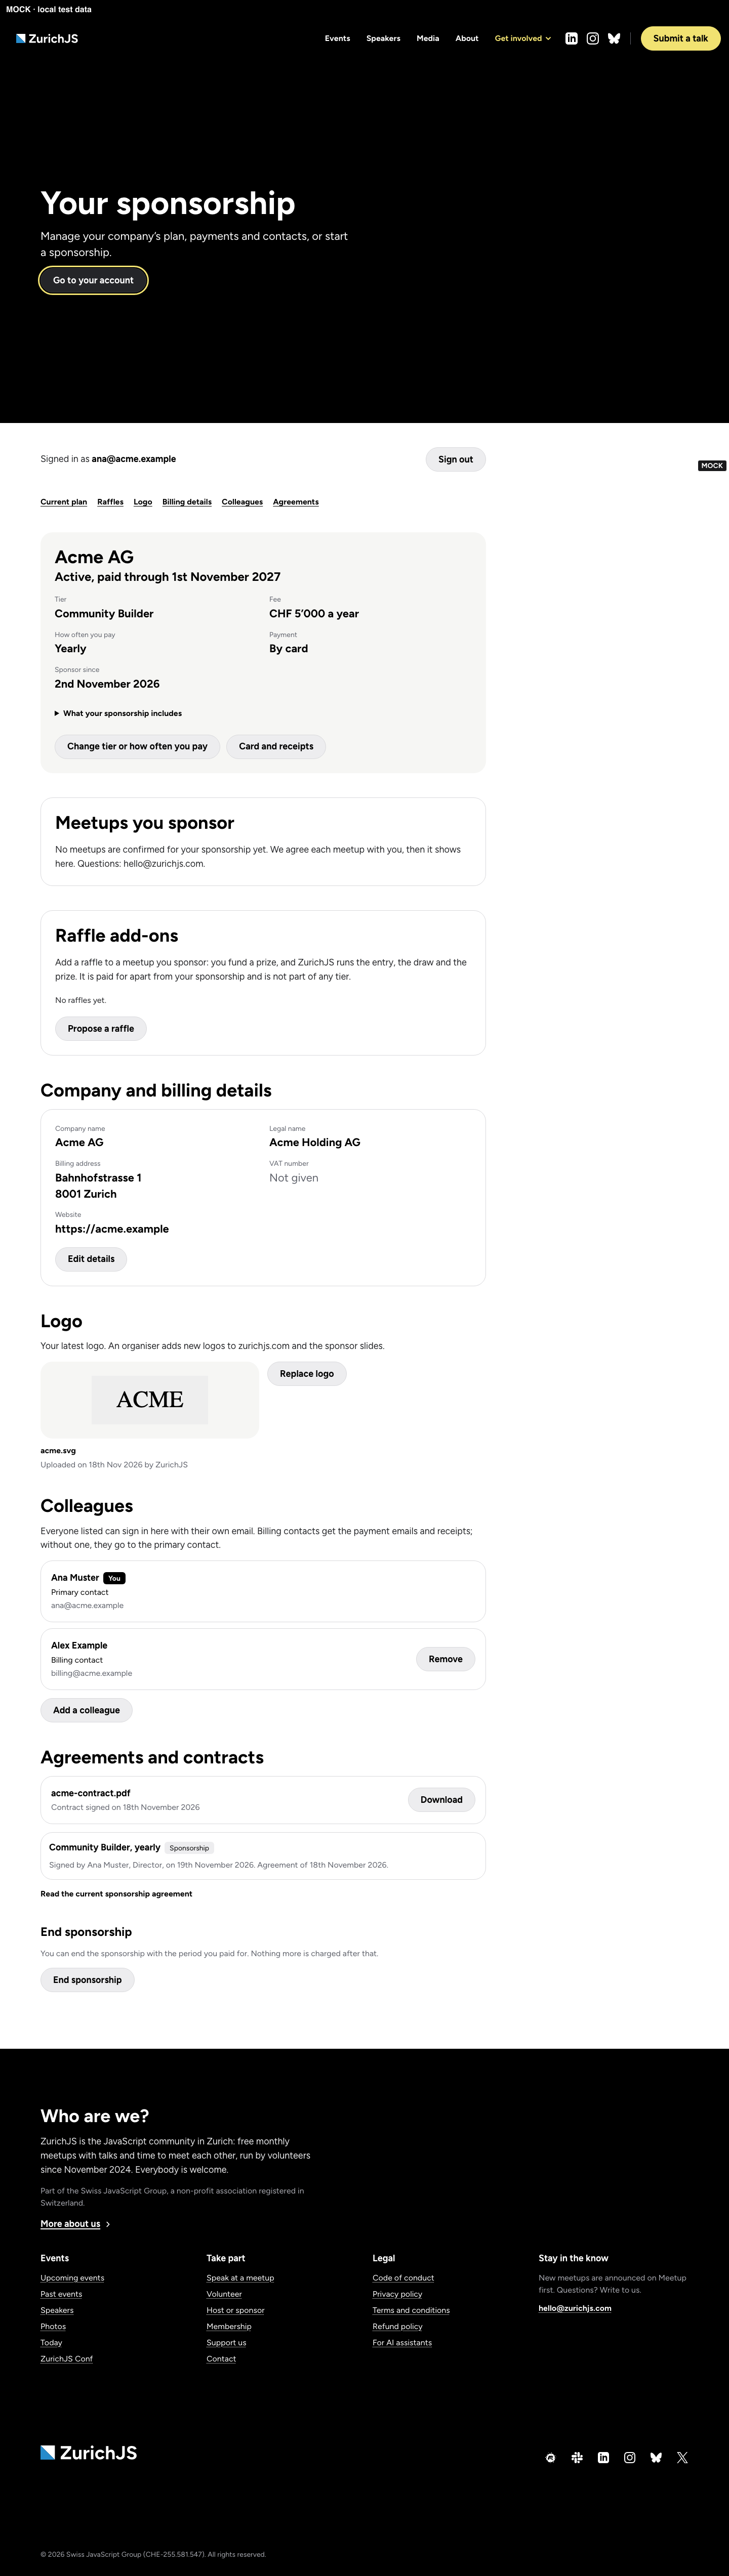 MOCK · local test data
ZurichJS
Events
Speakers
Media
About
Get involved
Submit a talk
Your sponsorship
Manage your company’s plan, payments and contacts, or start
a sponsorship.
Go to your account
Signed in as ana@acme.example
Sign out
MOCK
Current plan
Raffles
Logo
Billing details
Colleagues
Agreements
Acme AG
Active, paid through 1st November 2027
Tier
Community Builder
Fee
CHF 5’000 a year
How often you pay
Yearly
Payment
By card
Sponsor since
2nd November 2026
What your sponsorship includes
Change tier or how often you pay
Card and receipts
Meetups you sponsor
No meetups are confirmed for your sponsorship yet. We agree each meetup with you, then it shows
here. Questions: hello@zurichjs.com.
Raffle add-ons
Add a raffle to a meetup you sponsor: you fund a prize, and ZurichJS runs the entry, the draw and the
prize. It is paid for apart from your sponsorship and is not part of any tier.
No raffles yet.
Propose a raffle
Company and billing details
Company name
Acme AG
Legal name
Acme Holding AG
Billing address
Bahnhofstrasse 1
8001 Zurich
VAT number
Not given
Website
https://acme.example
Edit details
Logo
Your latest logo. An organiser adds new logos to zurichjs.com and the sponsor slides.
ACME
Replace logo
acme.svg
Uploaded on 18th Nov 2026 by ZurichJS
Colleagues
Everyone listed can sign in here with their own email. Billing contacts get the payment emails and receipts;
without one, they go to the primary contact.
Ana Muster You
Primary contact
ana@acme.example
Alex Example
Billing contact
billing@acme.example
Remove
Add a colleague
Agreements and contracts
acme-contract.pdf
Contract signed on 18th November 2026
Download
Community Builder, yearly Sponsorship
Signed by Ana Muster, Director, on 19th November 2026. Agreement of 18th November 2026.
Read the current sponsorship agreement
End sponsorship
You can end the sponsorship with the period you paid for. Nothing more is charged after that.
End sponsorship
Who are we?
ZurichJS is the JavaScript community in Zurich: free monthly
meetups with talks and time to meet each other, run by volunteers
since November 2024. Everybody is welcome.
Part of the Swiss JavaScript Group, a non-profit association registered in
Switzerland.
More about us
Events
Upcoming events
Past events
Speakers
Photos
Today
ZurichJS Conf
Take part
Speak at a meetup
Volunteer
Host or sponsor
Membership
Support us
Contact
Legal
Code of conduct
Privacy policy
Terms and conditions
Refund policy
For AI assistants
Stay in the know
New meetups are announced on Meetup
first. Questions? Write to us.
hello@zurichjs.com
ZurichJS
© 2026 Swiss JavaScript Group (CHE-255.581.547). All rights reserved.